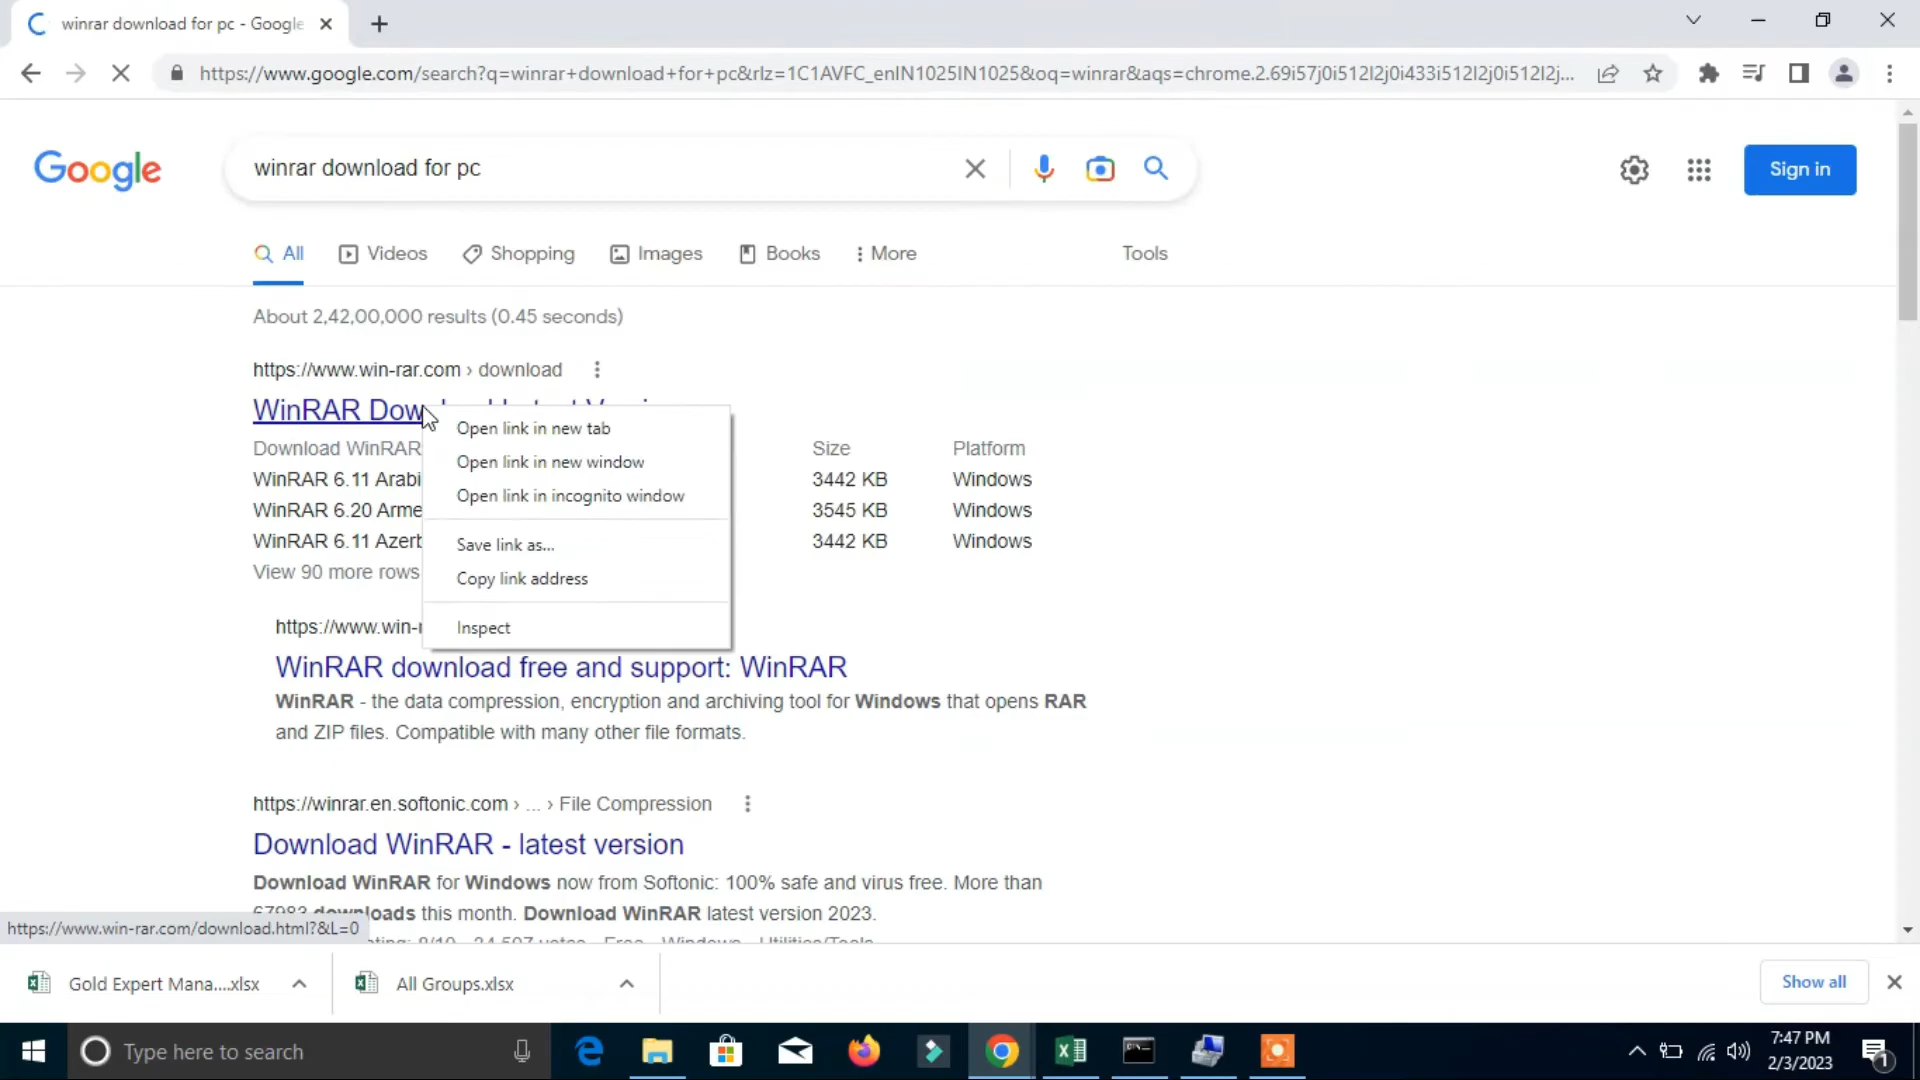 winrar download for pc - Google
https://www.google.com/search?q=winrar+download+for+pc&rlz=1C1AVFC_enIN1025IN1025&oq=winrar&aqs=chrome.2.69i57j0i512l2j0i433i512l2j0i512l2j...
Google
winrar download for pc
Sign in
All
Videos
Shopping
Images
Books
More
Tools
About 2,42,00,000 results (0.45 seconds)
https://www.win-rar.com › download
WinRAR Dow
Open link in new tab
Open link in new window
Open link in incognito window
Save link as...
Copy link address
Inspect
Download WinRAR Size Platform
WinRAR 6.11 Arabi 3442 KB Windows
WinRAR 6.20 Arme 3545 KB Windows
WinRAR 6.11 Azerb 3442 KB Windows
View 90 more rows
https://www.win-r
WinRAR download free and support: WinRAR
WinRAR - the data compression, encryption and archiving tool for Windows that opens RAR
and ZIP files. Compatible with many other file formats.
https://winrar.en.softonic.com › ... › File Compression
Download WinRAR - latest version
Download WinRAR for Windows now from Softonic: 100% safe and virus free. More than
67983 downloads this month. Download WinRAR latest version 2023.
https://www.win-rar.com/download.html?&L=0
Gold Expert Mana....xlsx
All Groups.xlsx
Show all
Type here to search
7:47 PM
2/3/2023
1